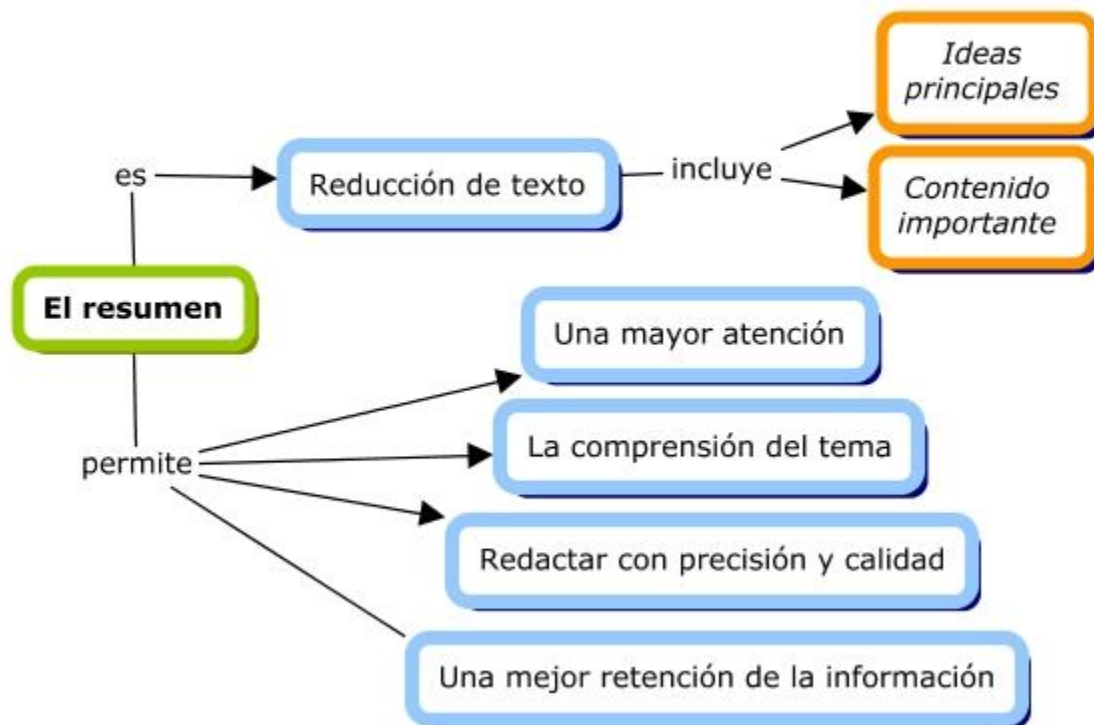 Ideas
principales
es
Reducción de texto
incluye
Contenido
importante
El resumen
Una mayor atención
La comprensión del tema
permite
Redactar con precisión y calidad
Una mejor retención de la información